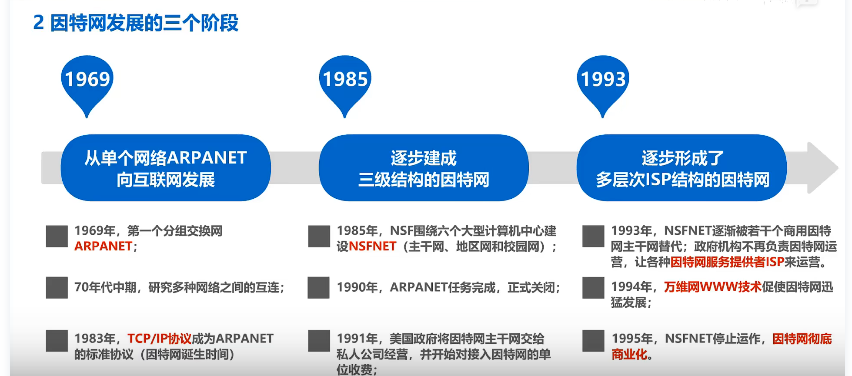 2 因特网发展的三个阶段
1969
1985
1993
从单个网络ARPANET
向互联网发展
逐步建成
三级结构的因特网
逐步形成了
多层次ISP结构的因特网
1969年，第一个分组交换网
ARPANET；
70年代中期，研究多种网络之间的互连；
1983年，TCP/IP协议成为ARPANET
的标准协议（因特网诞生时间）
1985年，NSF围绕六个大型计算机中心建
设NSFNET（主干网、地区网和校园网）；
1990年，ARPANET任务完成，正式关闭；
1991年，美国政府将因特网主干网交给
私人公司经营，并开始对接入因特网的单
位收费；
1993年，NSFNET逐渐被若干个商用因特
网主干网替代；政府机构不再负责因特网运
营，让各种因特网服务提供者ISP来运营。
1994年，万维网WWW技术促使因特网迅
猛发展；
1995年，NSFNET停止运作，因特网彻底
商业化。